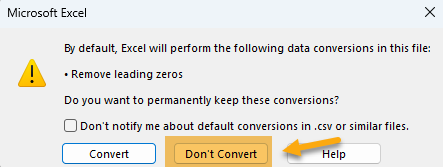 Microsoft Excel
By default, Excel will perform the following data conversions in this file:
• Remove leading zeros
Do you want to permanently keep these conversions?
Don't notify me about default conversions in .csv or similar files.
Convert Don't Convert Help